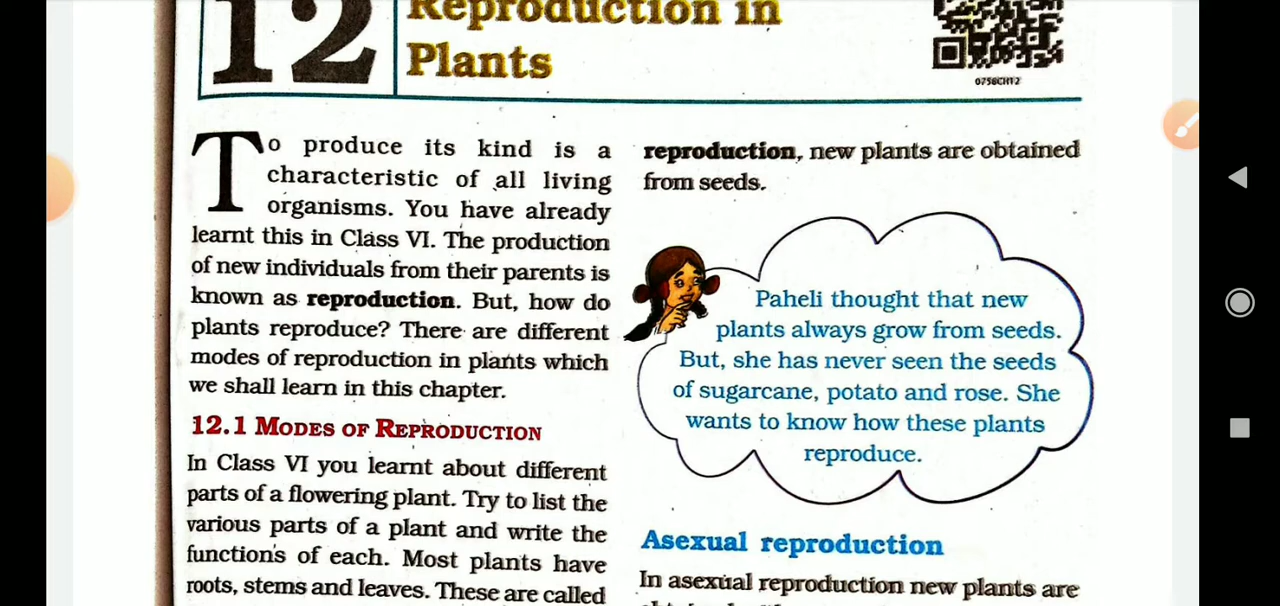 12
Reproduction in
Plants
0758CH12
To produce its kind is a
characteristic of all living
organisms. You have already
learnt this in Class VI. The production
of new individuals from their parents is
known as reproduction. But, how do
plants reproduce? There are different
modes of reproduction in plants which
we shall learn in this chapter.
12.1 MODES OF REPRODUCTION
In Class VI you learnt about different
parts of a flowering plant. Try to list the
various parts of a plant and write the
functions of each. Most plants have
roots, stems and leaves. These are called
reproduction, new plants are obtained
from seeds.
Paheli thought that new
plants always grow from seeds.
But, she has never seen the seeds
of sugarcane, potato and rose. She
wants to know how these plants
reproduce.
Asexual reproduction
In asexual reproduction new plants are